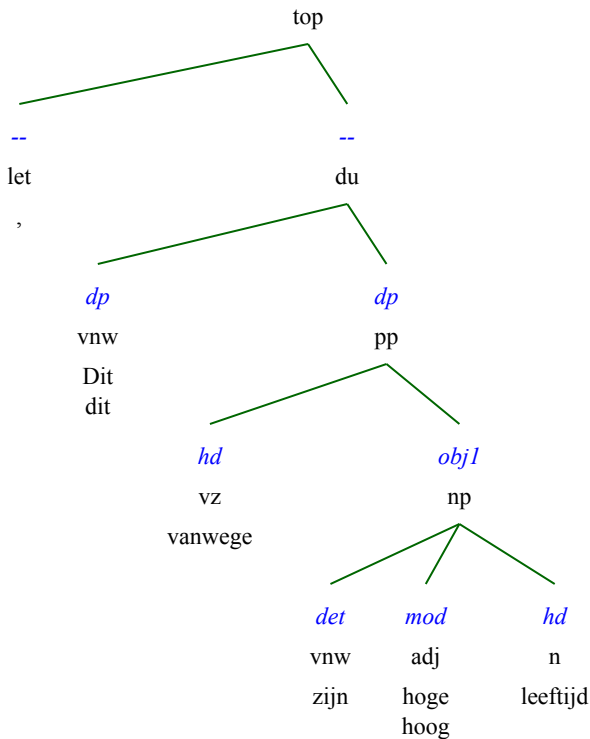 top
-- --
let du
,
dp dp
vnw pp
Dit
dit
hd obj1
vz np
vanwege
det mod hd
vnw adj n
zijn hoge leeftijd
hoog